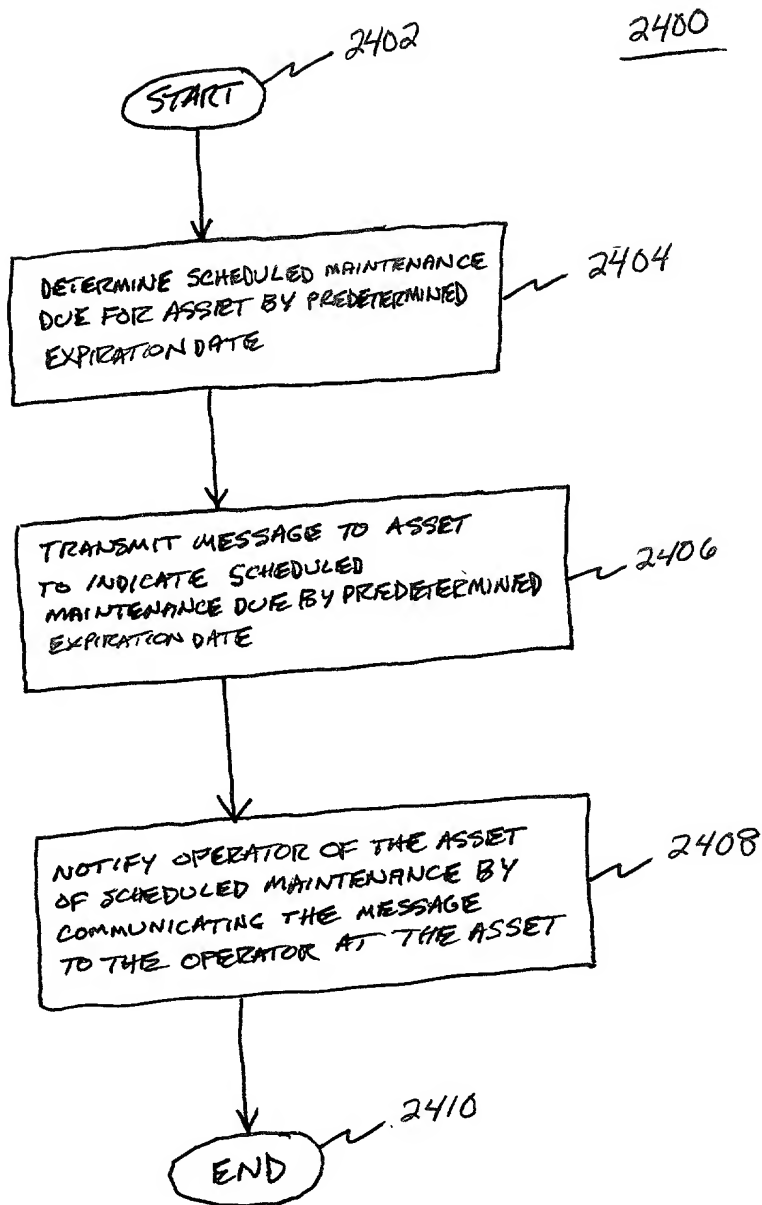 2400
2402
START
DETERMINE SCHEDULED MAINTENANCE
DUE FOR ASSET BY PREDETERMINED
EXPIRATION DATE
2404
TRANSMIT MESSAGE TO ASSET
TO INDICATE SCHEDULED
MAINTENANCE DUE BY PREDETERMINED
EXPIRATION DATE
2406
NOTIFY OPERATOR OF THE ASSET
OF SCHEDULED MAINTENANCE BY
COMMUNICATING THE MESSAGE
TO THE OPERATOR AT THE ASSET
2408
2410
END